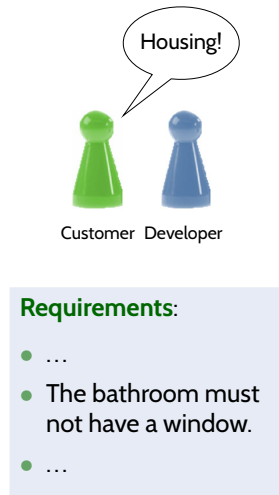 Housing!
Customer Developer
Requirements:
• …
• The bathroom must
not have a window.
• …